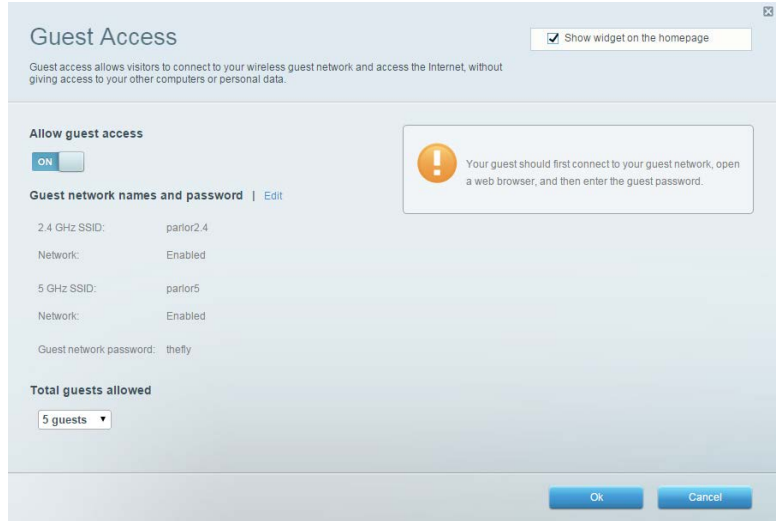 Guest Access
Show widget on the homepage
Guest access allows visitors to connect to your wireless guest network and access the Internet, without
giving access to your other computers or personal data.
Allow guest access
ON
Your guest should first connect to your guest network, open
a web browser, and then enter the guest password.
Guest network names and password | Edit
2.4 GHz SSID: parlor2.4
Network: Enabled
5 GHz SSID: parlor5
Network: Enabled
Guest network password: thefly
Total guests allowed
5 guests
Ok Cancel